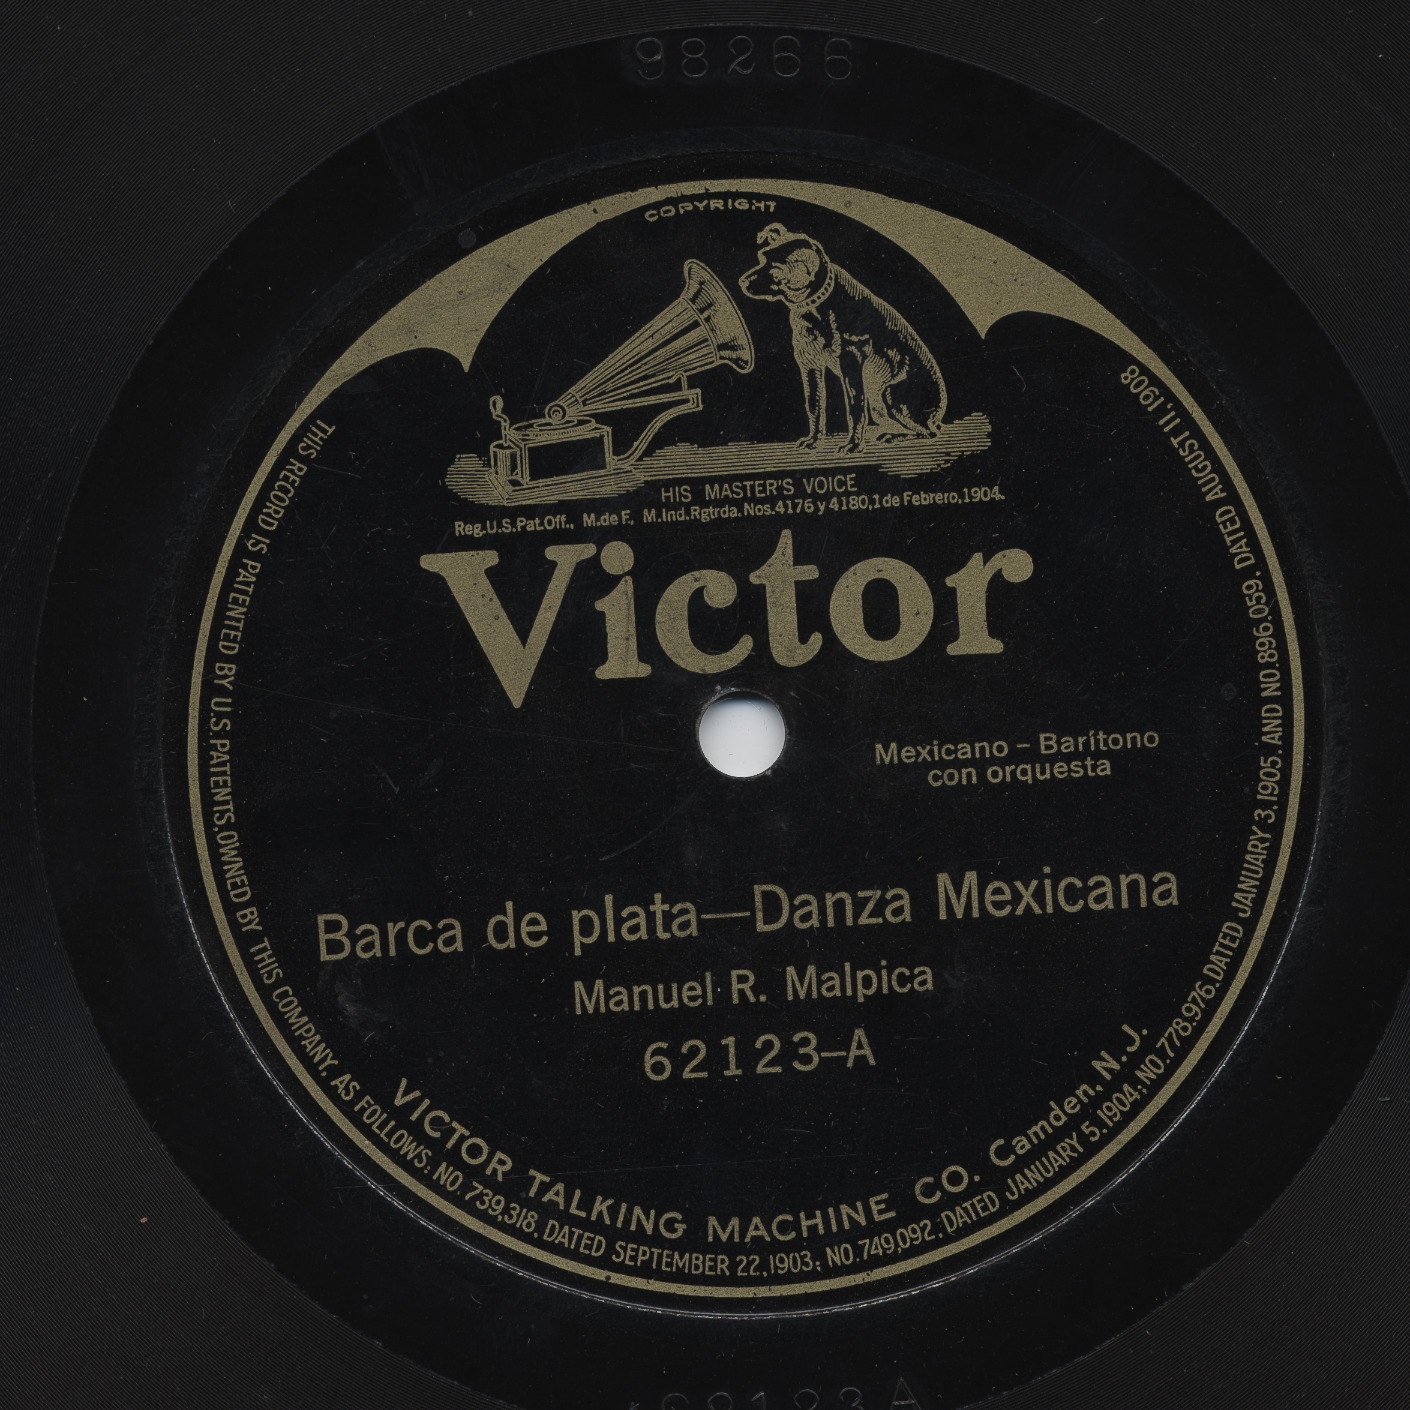 98266
COPYRIGHT
HIS MASTER'S VOICE
Reg.U.S.Pat.Off., M.de F., M.Ind.Rgtrda.Nos.4176 y 4180,1 de Febrero,1904.
Victor
Mexicano – Barítono
con orquesta
Barca de plata—Danza Mexicana
Manuel R. Malpica
62123–A
VICTOR TALKING MACHINE CO. Camden, N. J.
THIS RECORD IS PATENTED BY U.S.PATENTS, OWNED BY THIS COMPANY, AS FOLLOWS: NO. 739,318, DATED SEPTEMBER 22, 1903; NO. 749,092, DATED JANUARY 5, 1904; NO. 778,976, DATED JANUARY 3, 1905, AND NO. 896,059, DATED AUGUST 11, 1908
62123 A